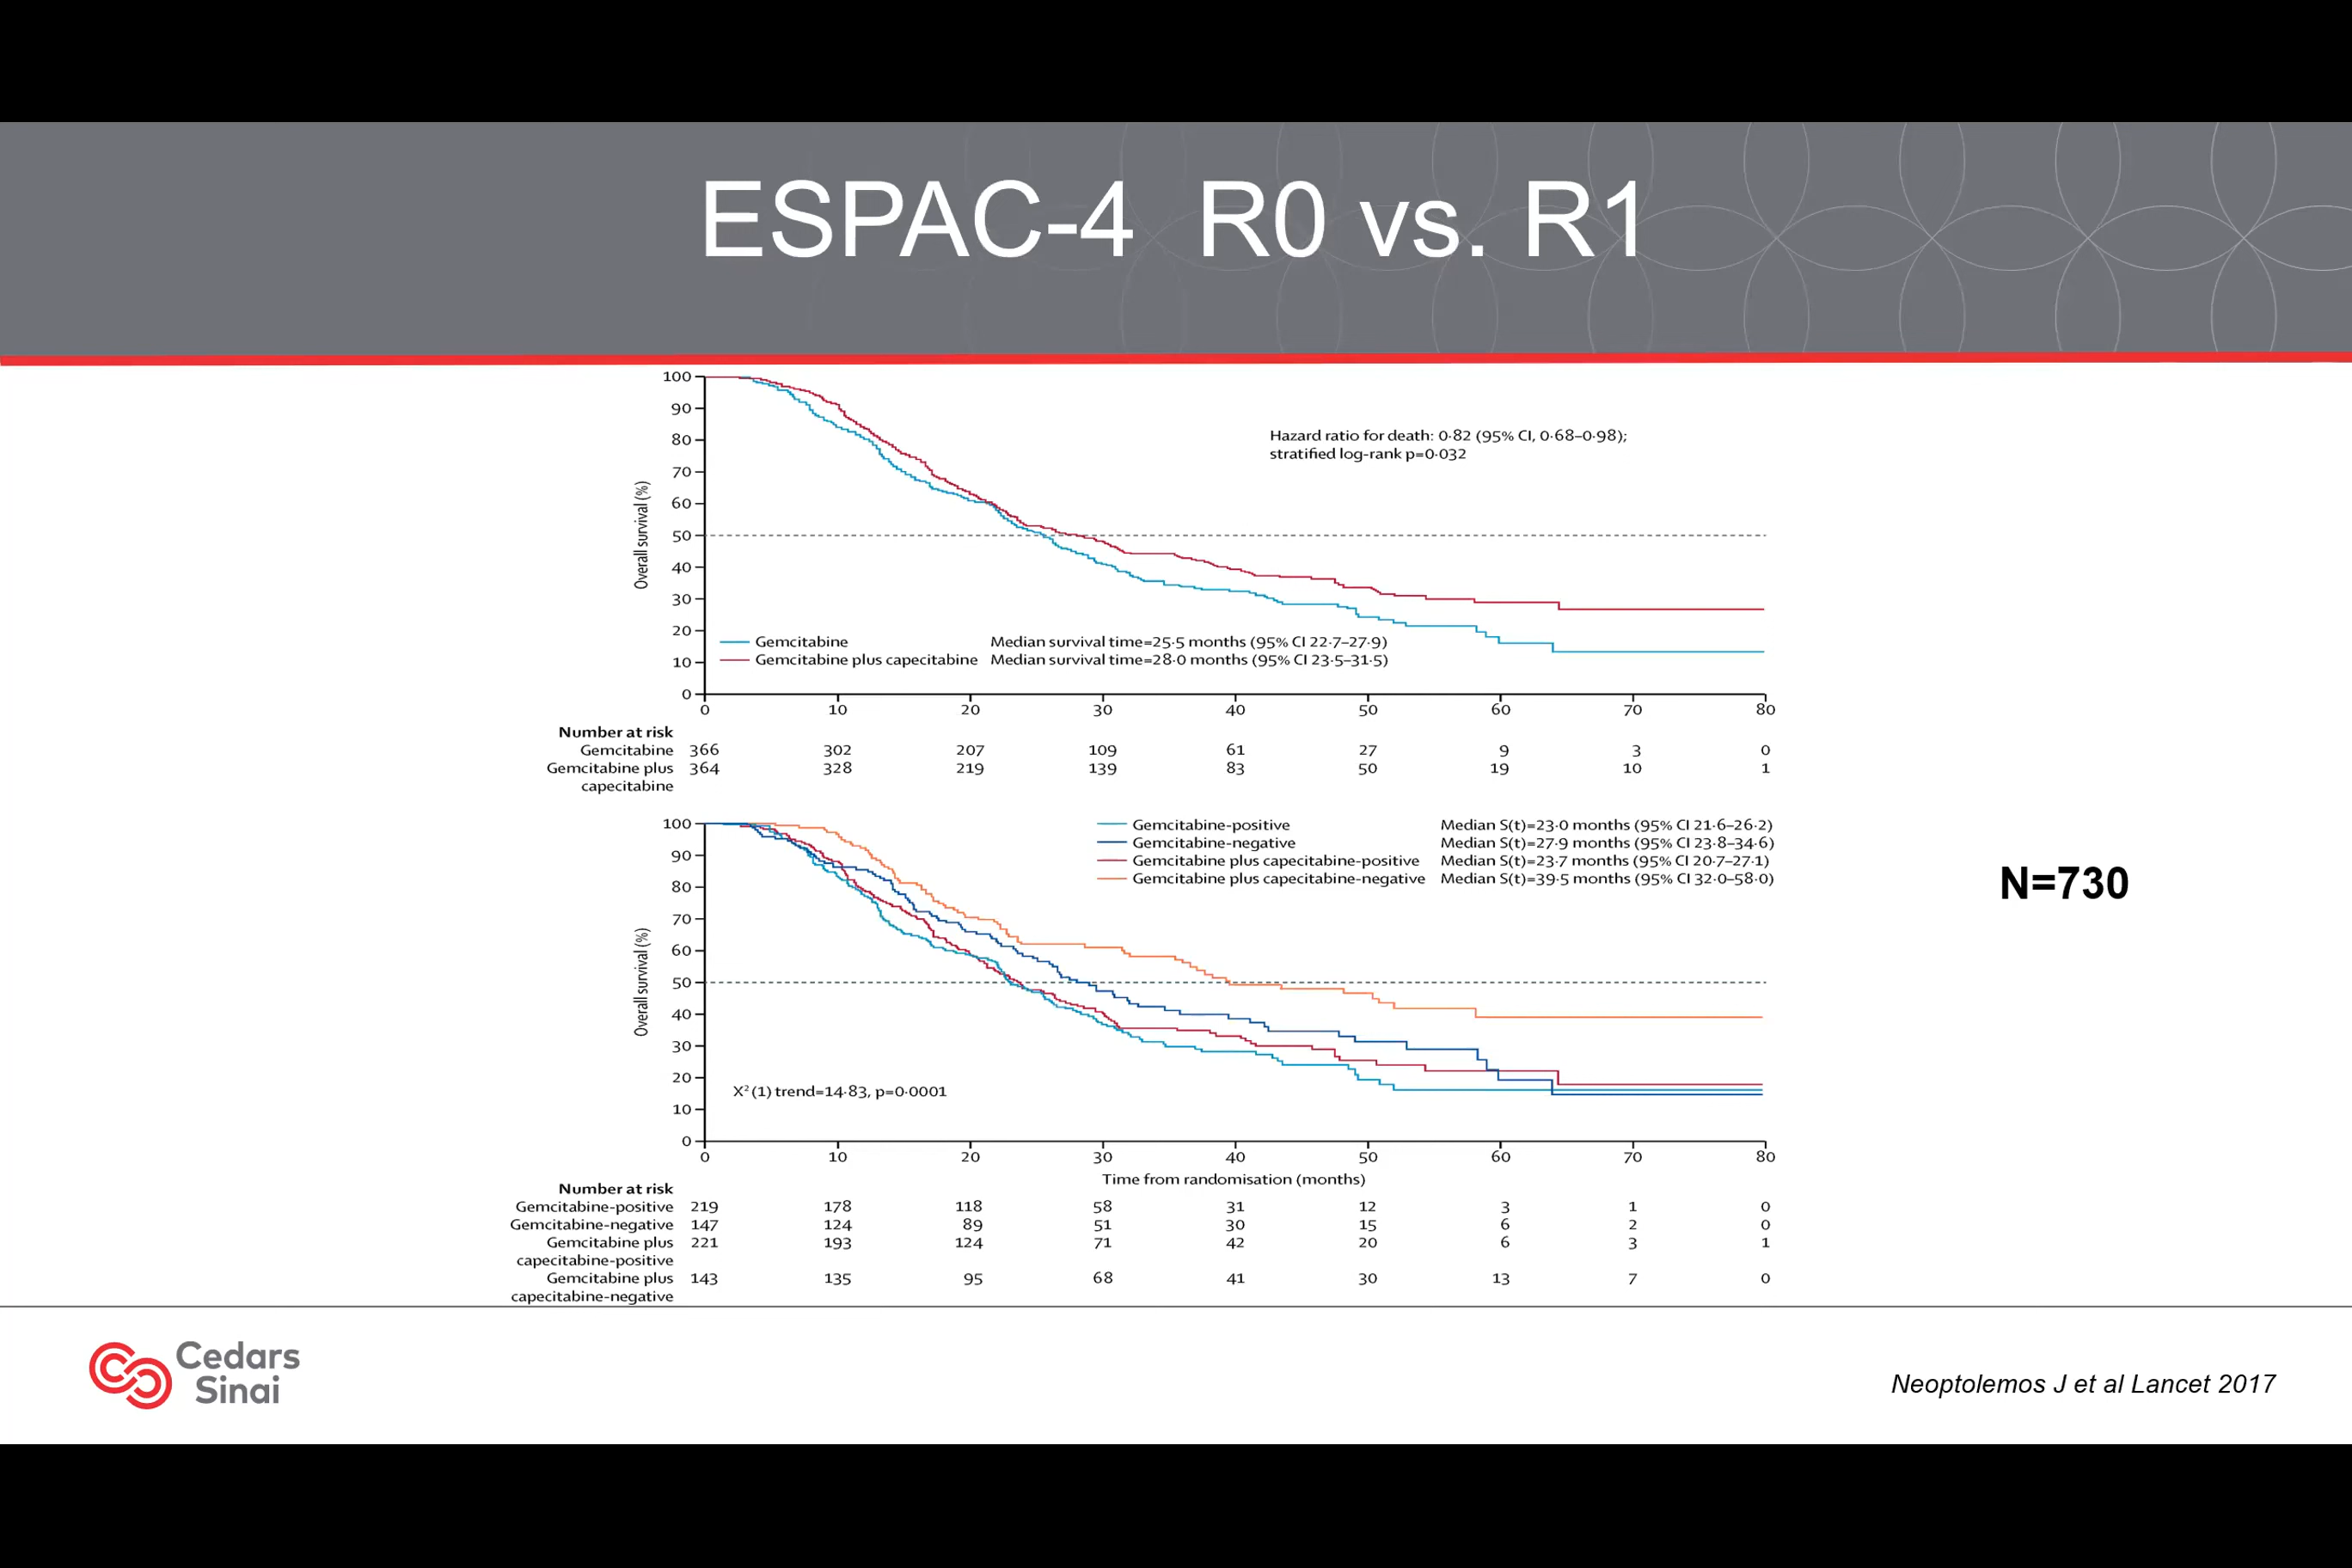 ESPAC-4 R0 vs. R1
100
90
80
70
60
50
40
30
20
10
0
Overall survival (%)
Hazard ratio for death: 0·82 (95% CI, 0·68–0·98);
stratified log-rank p=0·032
Gemcitabine Median survival time=25·5 months (95% CI 22·7–27·9)
Gemcitabine plus capecitabine Median survival time=28·0 months (95% CI 23·5–31·5)
0 10 20 30 40 50 60 70 80
Number at risk
Gemcitabine 366 302 207 109 61 27 9 3 0
Gemcitabine plus 364 328 219 139 83 50 19 10 1
capecitabine
100
90
80
70
60
50
40
30
20
10
0
Overall survival (%)
Gemcitabine-positive Median S(t)=23·0 months (95% CI 21·6–26·2)
Gemcitabine-negative Median S(t)=27·9 months (95% CI 23·8–34·6)
Gemcitabine plus capecitabine-positive Median S(t)=23·7 months (95% CI 20·7–27·1)
Gemcitabine plus capecitabine-negative Median S(t)=39·5 months (95% CI 32·0–58·0)
X²(1) trend=14·83, p=0·0001
0 10 20 30 40 50 60 70 80
Time from randomisation (months)
Number at risk
Gemcitabine-positive 219 178 118 58 31 12 3 1 0
Gemcitabine-negative 147 124 89 51 30 15 6 2 0
Gemcitabine plus 221 193 124 71 42 20 6 3 1
capecitabine-positive
Gemcitabine plus 143 135 95 68 41 30 13 7 0
capecitabine-negative
N=730
Cedars
Sinai
Neoptolemos J et al Lancet 2017